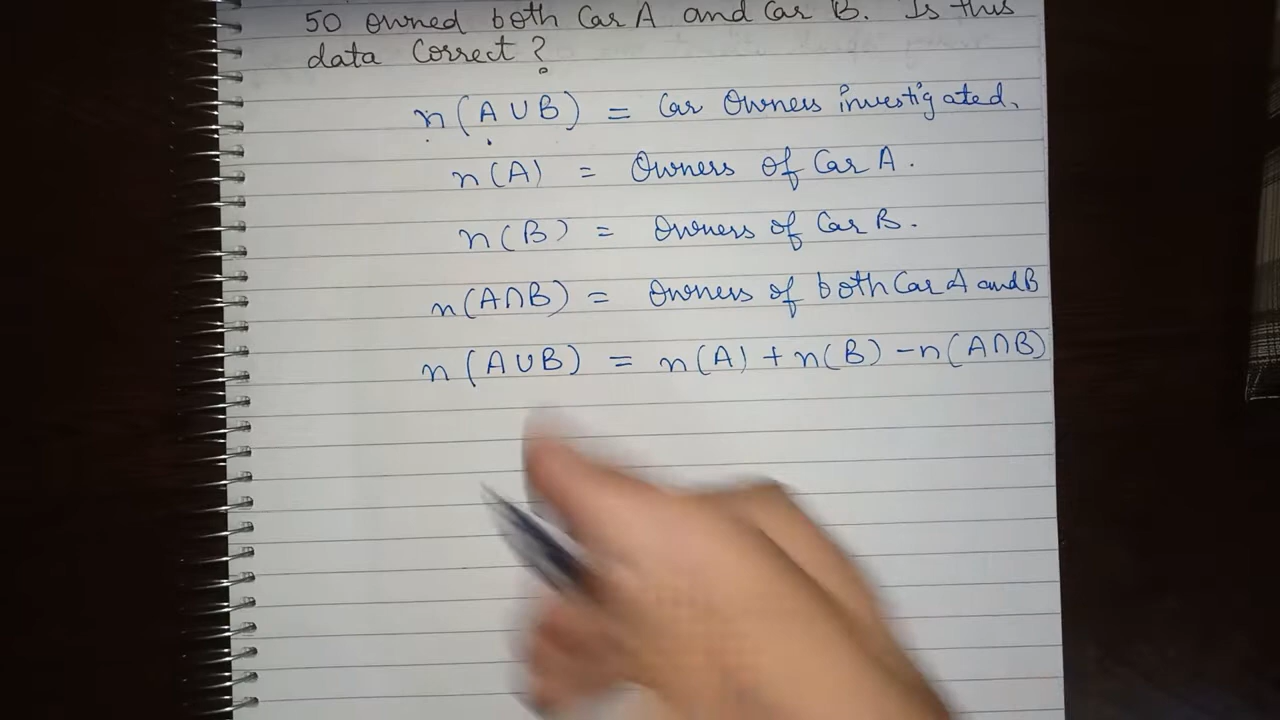 50 owned both Car A and Car B. Is this
data Correct ?
n (A ∪ B) = Car Owners investigated.
n (A) = Owners of Car A.
n (B) = Owners of Car B.
n (A ∩ B) = Owners of both Car A and B
n (A ∪ B) = n (A) + n (B) - n (A ∩ B)